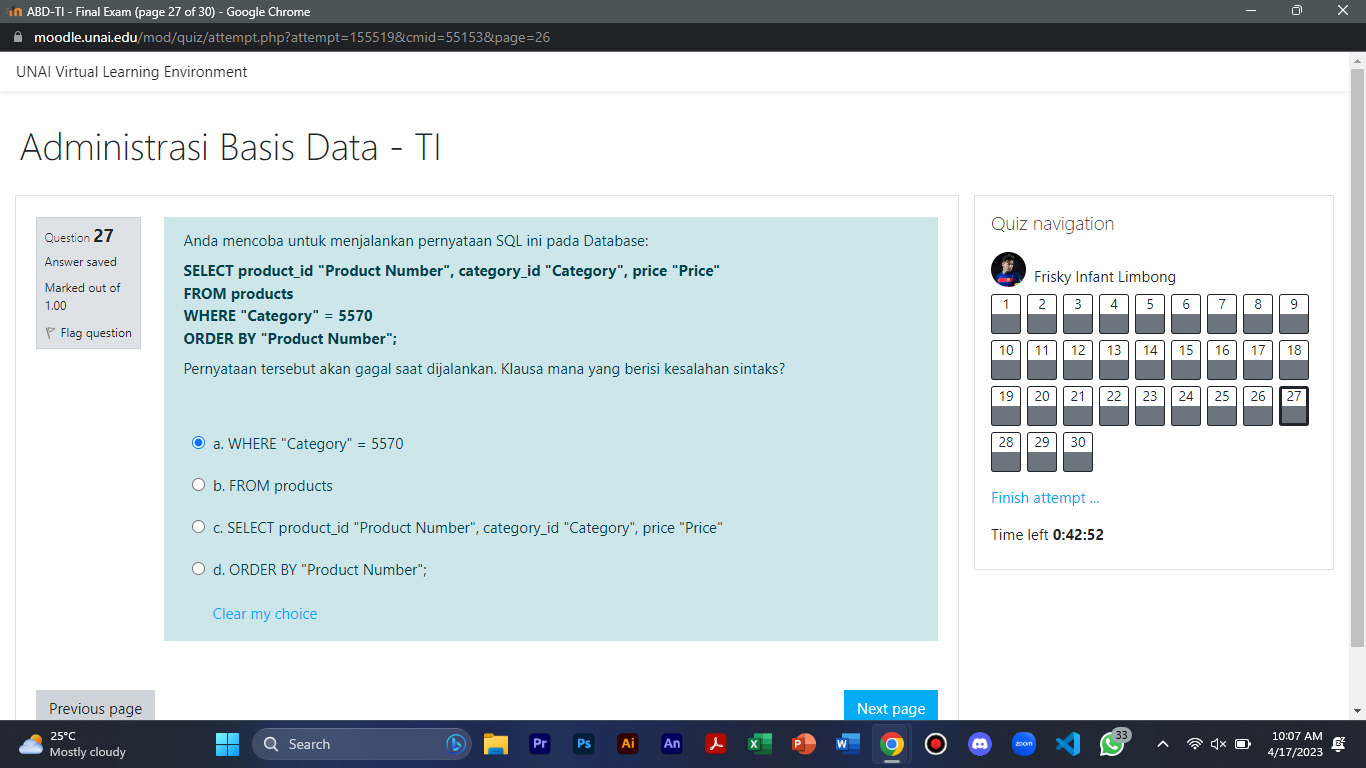 ABD-TI - Final Exam (page 27 of 30) - Google Chrome
moodle.unai.edu/mod/quiz/attempt.php?attempt=155519&cmid=55153&page=26
UNAI Virtual Learning Environment
Administrasi Basis Data - TI
Question 27
Answer saved
Marked out of
1.00
Flag question
Anda mencoba untuk menjalankan pernyataan SQL ini pada Database:
SELECT product_id "Product Number", category_id "Category", price "Price"
FROM products
WHERE "Category" = 5570
ORDER BY "Product Number";
Pernyataan tersebut akan gagal saat dijalankan. Klausa mana yang berisi kesalahan sintaks?
a. WHERE "Category" = 5570
b. FROM products
c. SELECT product_id "Product Number", category_id "Category", price "Price"
d. ORDER BY "Product Number";
Clear my choice
Previous page
Next page
Quiz navigation
Frisky Infant Limbong
1 2 3 4 5 6 7 8 9
10 11 12 13 14 15 16 17 18
19 20 21 22 23 24 25 26 27
28 29 30
Finish attempt ...
Time left 0:42:52
25°C
Mostly cloudy
Search
Pr Ps Ai An X P W zoom 33
10:07 AM
4/17/2023